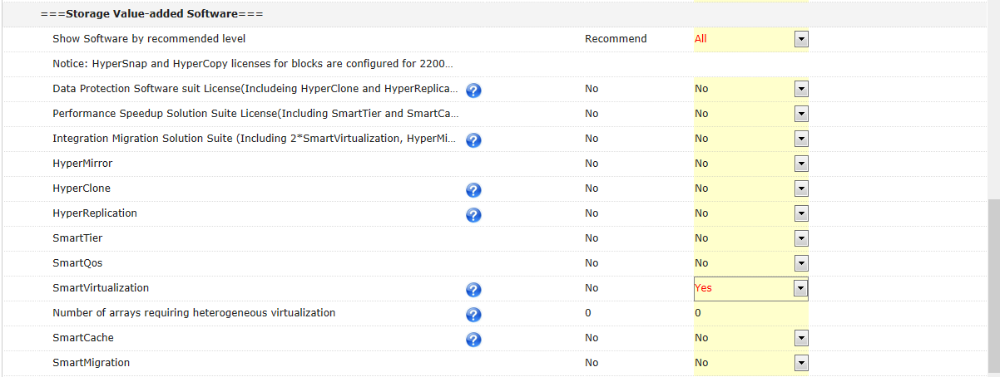 ===Storage Value-added Software===
Show Software by recommended level Recommend All
Notice: HyperSnap and HyperCopy licenses for blocks are configured for 2200...
Data Protection Software suit License(Includeing HyperClone and HyperReplica... ? No No
Performance Speedup Solution Suite License(Including SmartTier and SmartCa... No No
Integration Migration Solution Suite (Including 2*SmartVirtualization, HyperMi... ? No No
HyperMirror No No
HyperClone ? No No
HyperReplication ? No No
SmartTier No No
SmartQos No No
SmartVirtualization ? No Yes
Number of arrays requiring heterogeneous virtualization ? 0 0
SmartCache ? No No
SmartMigration No No